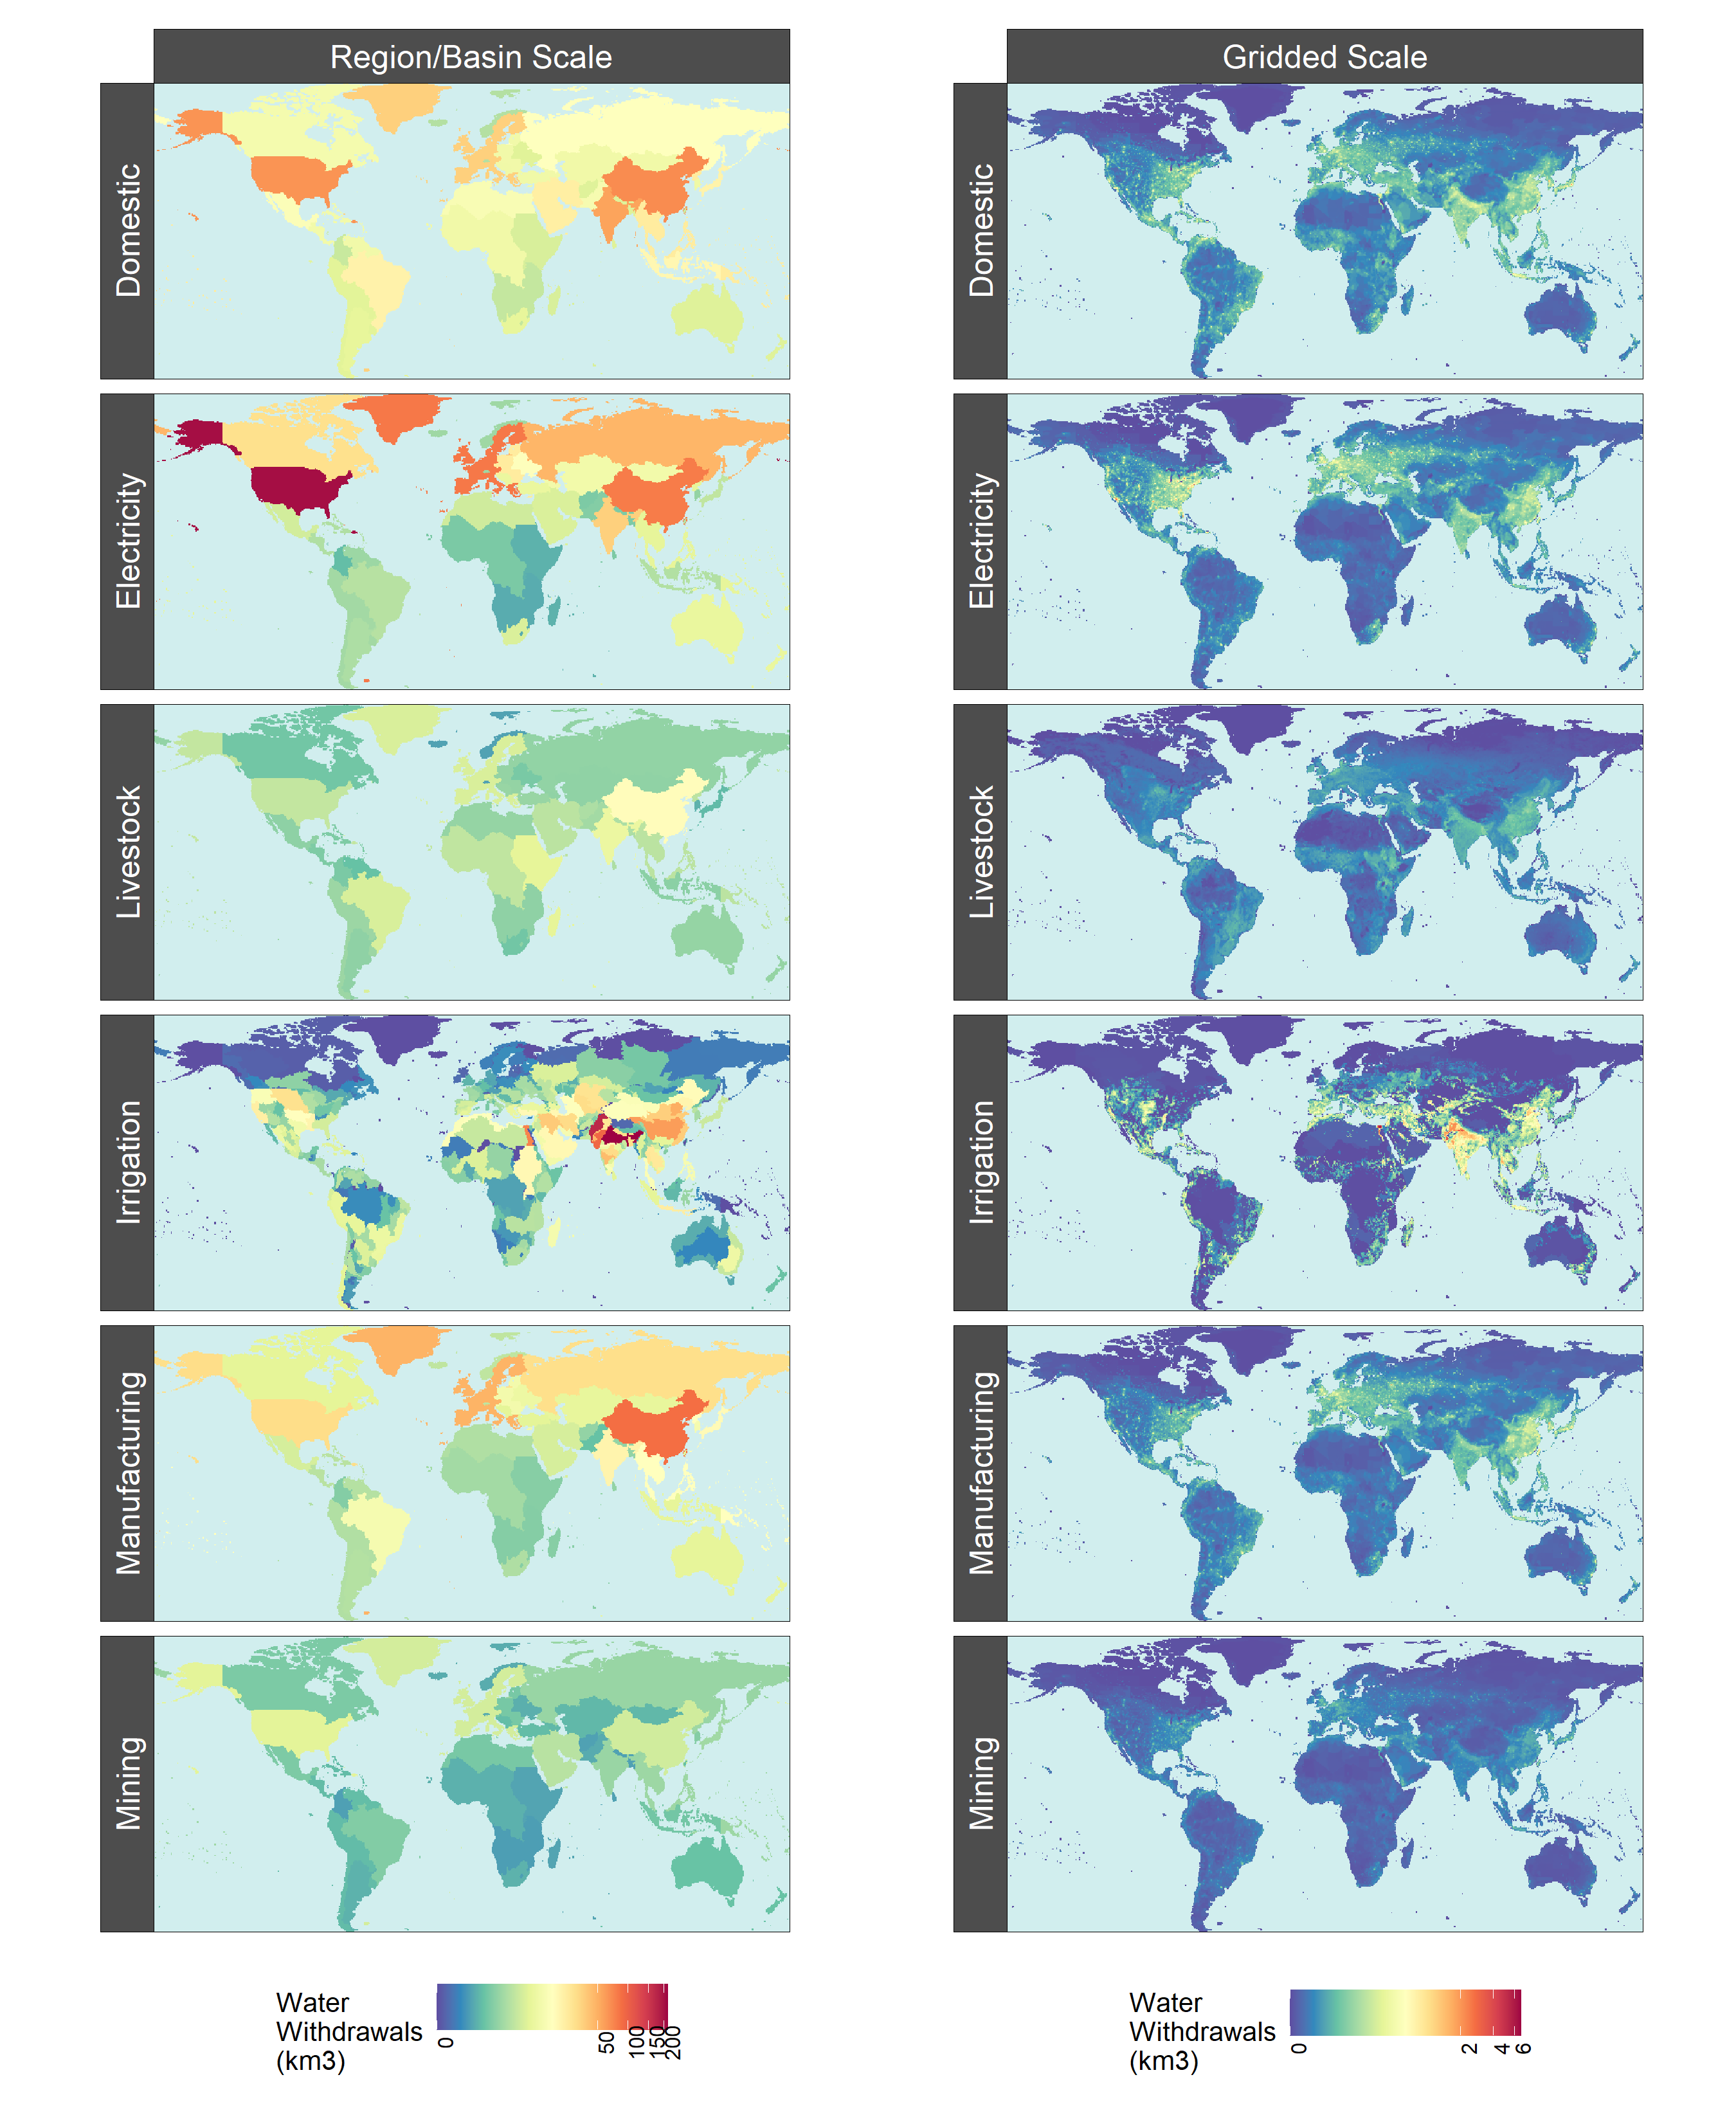 Region/Basin Scale
Gridded Scale
Domestic
Domestic
Electricity
Electricity
Livestock
Livestock
Irrigation
Irrigation
Manufacturing
Manufacturing
Mining
Mining
Water
Withdrawals
(km3)
0
50
100
150
200
Water
Withdrawals
(km3)
0
2
4
6